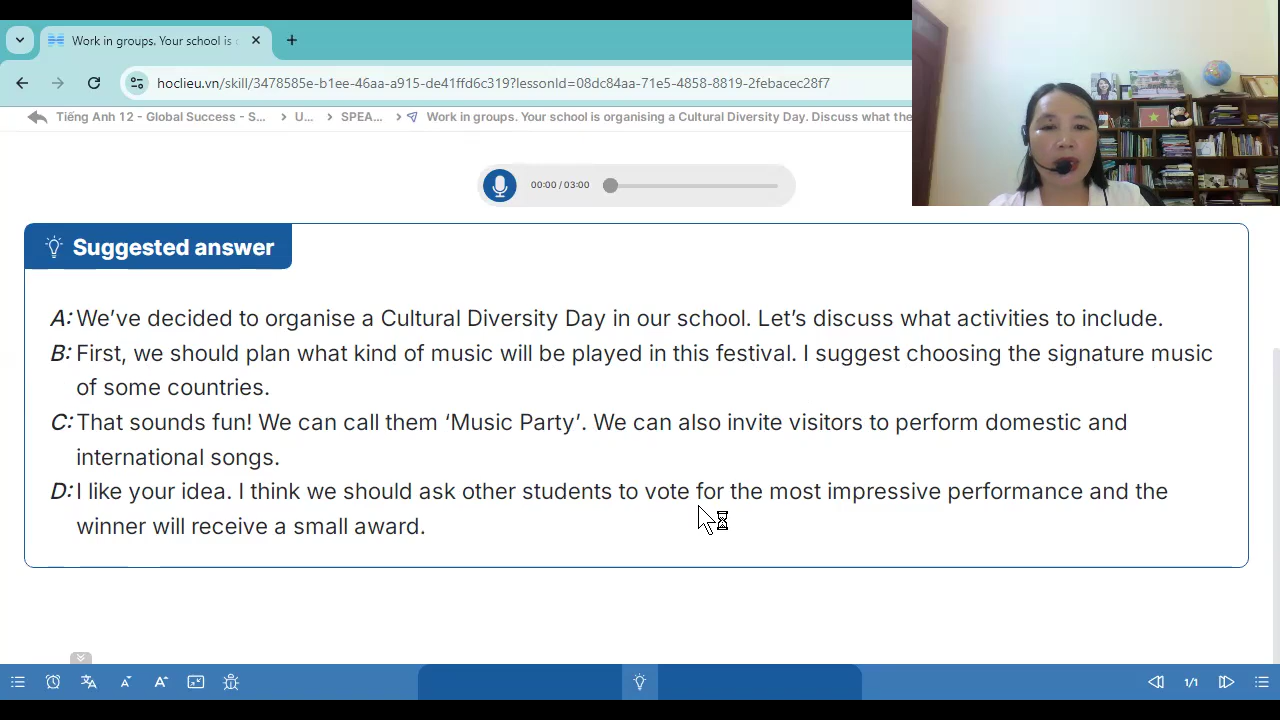 Work in groups. Your school is o
hoclieu.vn/skill/3478585e-b1ee-46aa-a915-de41ffd6c319?lessonId=08dc84aa-71e5-4858-8819-2febacec28f7
Tiếng Anh 12 - Global Success - S... > U... > SPEA... > Work in groups. Your school is organising a Cultural Diversity Day. Discuss what the
00:00 / 03:00
Suggested answer
A: We've decided to organise a Cultural Diversity Day in our school. Let's discuss what activities to include.
B: First, we should plan what kind of music will be played in this festival. I suggest choosing the signature music
of some countries.
C: That sounds fun! We can call them ‘Music Party’. We can also invite visitors to perform domestic and
international songs.
D: I like your idea. I think we should ask other students to vote for the most impressive performance and the
winner will receive a small award.
1/1